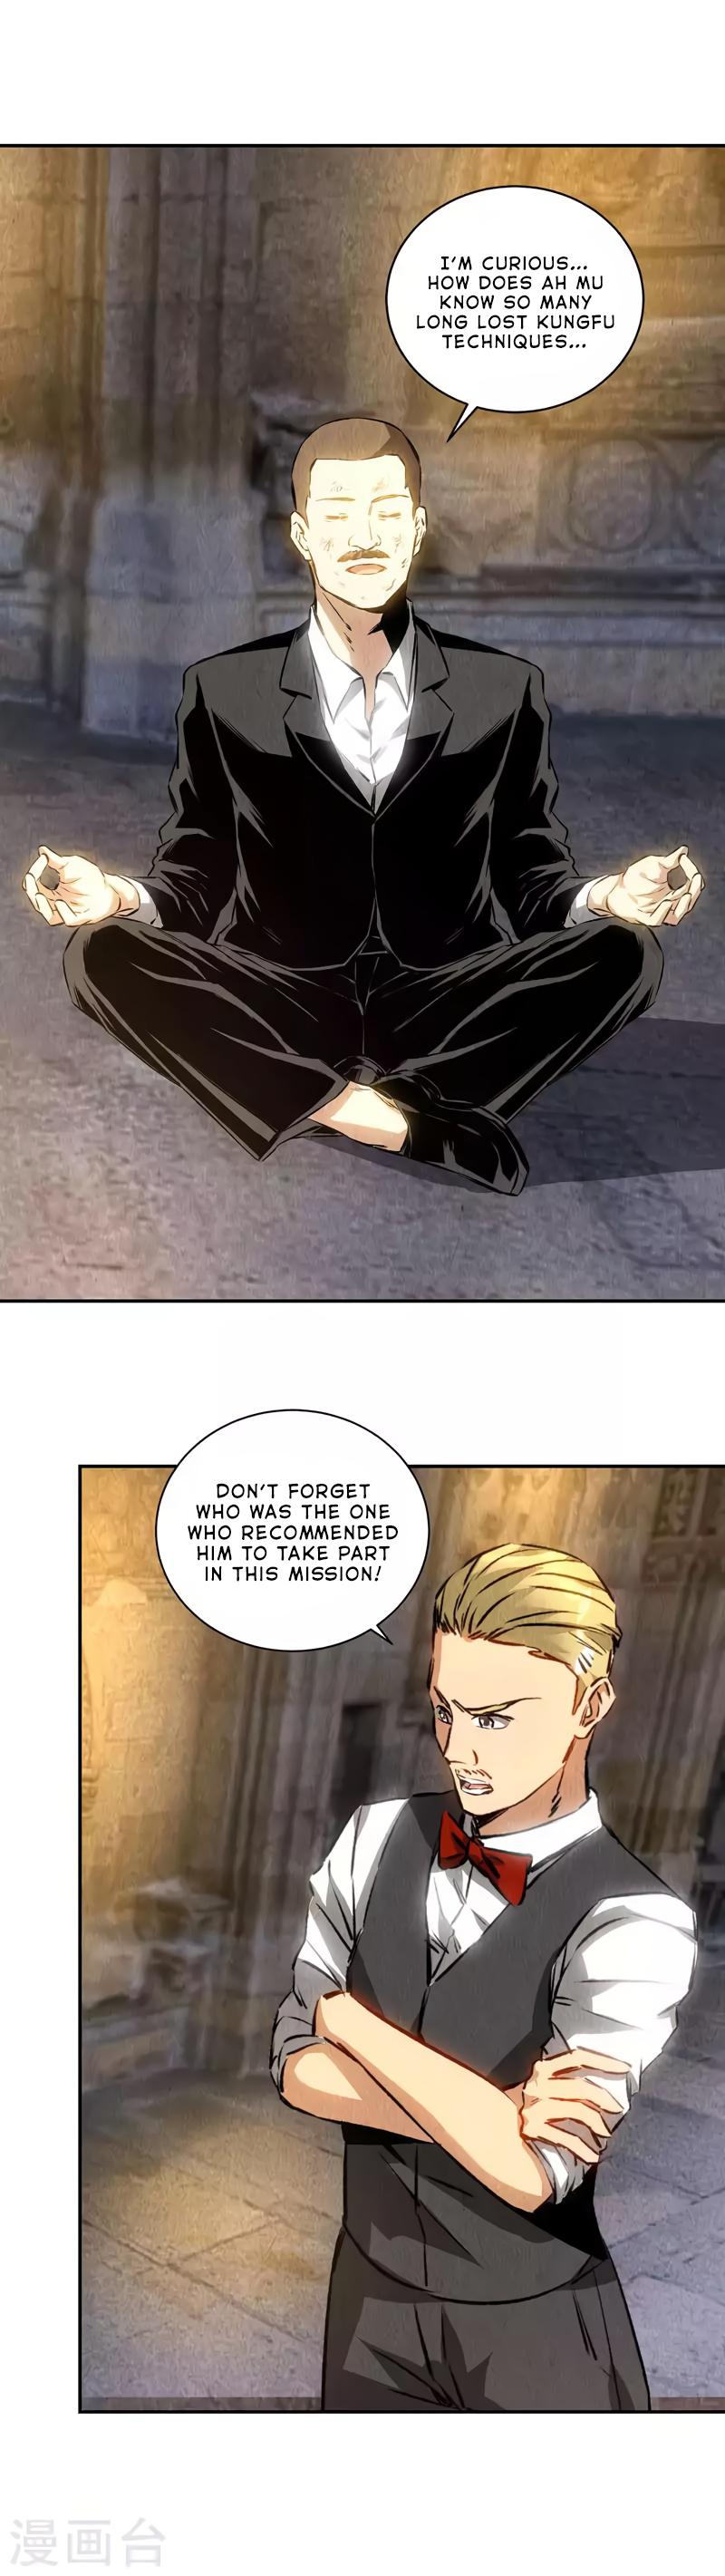 I'M CURIOUS...
HOW DOES AH MU
KNOW SO MANY
LONG LOST KUNGFU
TECHNIQUES...
DON'T FORGET
WHO WAS THE ONE
WHO RECOMMENDED
HIM TO TAKE PART
IN THIS MISSION!
漫画台